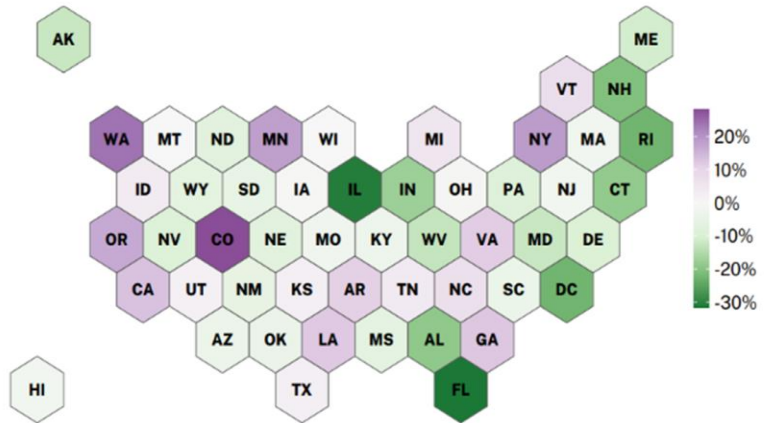 AK
ME
VT
NH
WA
MT
ND
MN
WI
MI
NY
MA
RI
ID
WY
SD
IA
IL
IN
OH
PA
NJ
CT
OR
NV
CO
NE
MO
KY
WV
VA
MD
DE
CA
UT
NM
KS
AR
TN
NC
SC
DC
AZ
OK
LA
MS
AL
GA
HI
TX
FL
20%
10%
0%
-10%
-20%
-30%